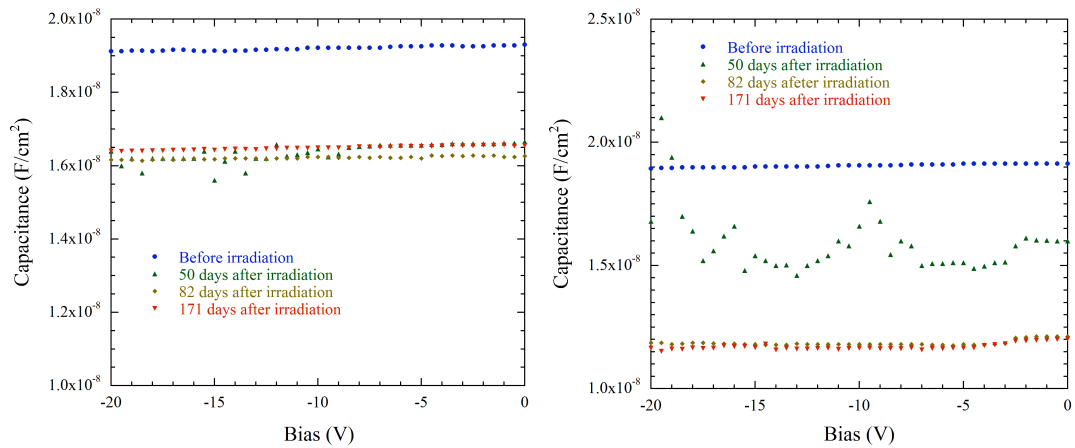 2.0x10⁻⁸
1.8x10⁻⁸
1.6x10⁻⁸
1.4x10⁻⁸
1.2x10⁻⁸
1.0x10⁻⁸
Capacitance (F/cm²)
Before irradiation
50 days after irradiation
82 days after irradiation
171 days after irradiation
-20
-15
-10
-5
0
Bias (V)
2.5x10⁻⁸
2.0x10⁻⁸
1.5x10⁻⁸
1.0x10⁻⁸
Capacitance (F/cm²)
Before irradiation
50 days after irradiation
82 days afeter irradiation
171 days after irradiation
-20
-15
-10
-5
0
Bias (V)